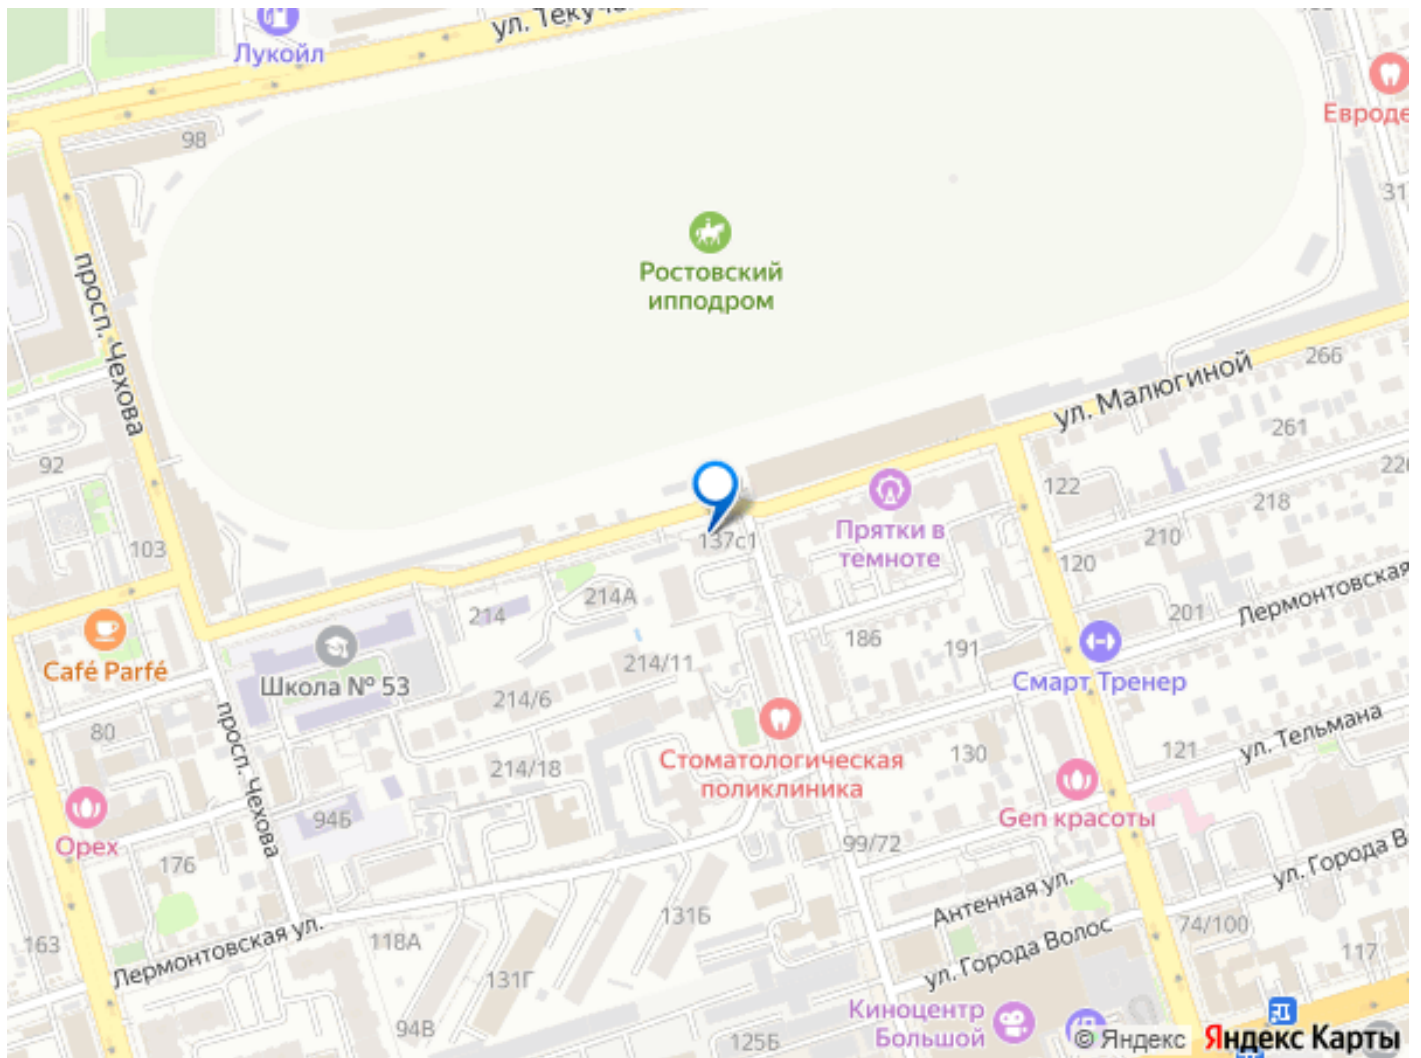 Лукойл
ул. Текуч
98
Евроде
31
Ростовский
ипподром
просп. Чехова
266
ул. Малюгиной
261
92
122
218
226
Прятки в
темноте
210
103
137с1
120
214А
214
201
Лермонтовская
186
191
Café Parfé
Школа № 53
214/11
Смарт Тренер
214/6
80
просп. Чехова
121
ул. Тельмана
130
Стоматологическая
поликлиника
214/18
Gen красоты
94Б
Орех
99/72
176
ул. Города В
Антенная ул.
131Б
74/100
163
Лермонтовская ул.
118А
ул. Города Волос
117
131Г
Киноцентр
Большой
94В
125Б
© Яндекс Яндекс Карты